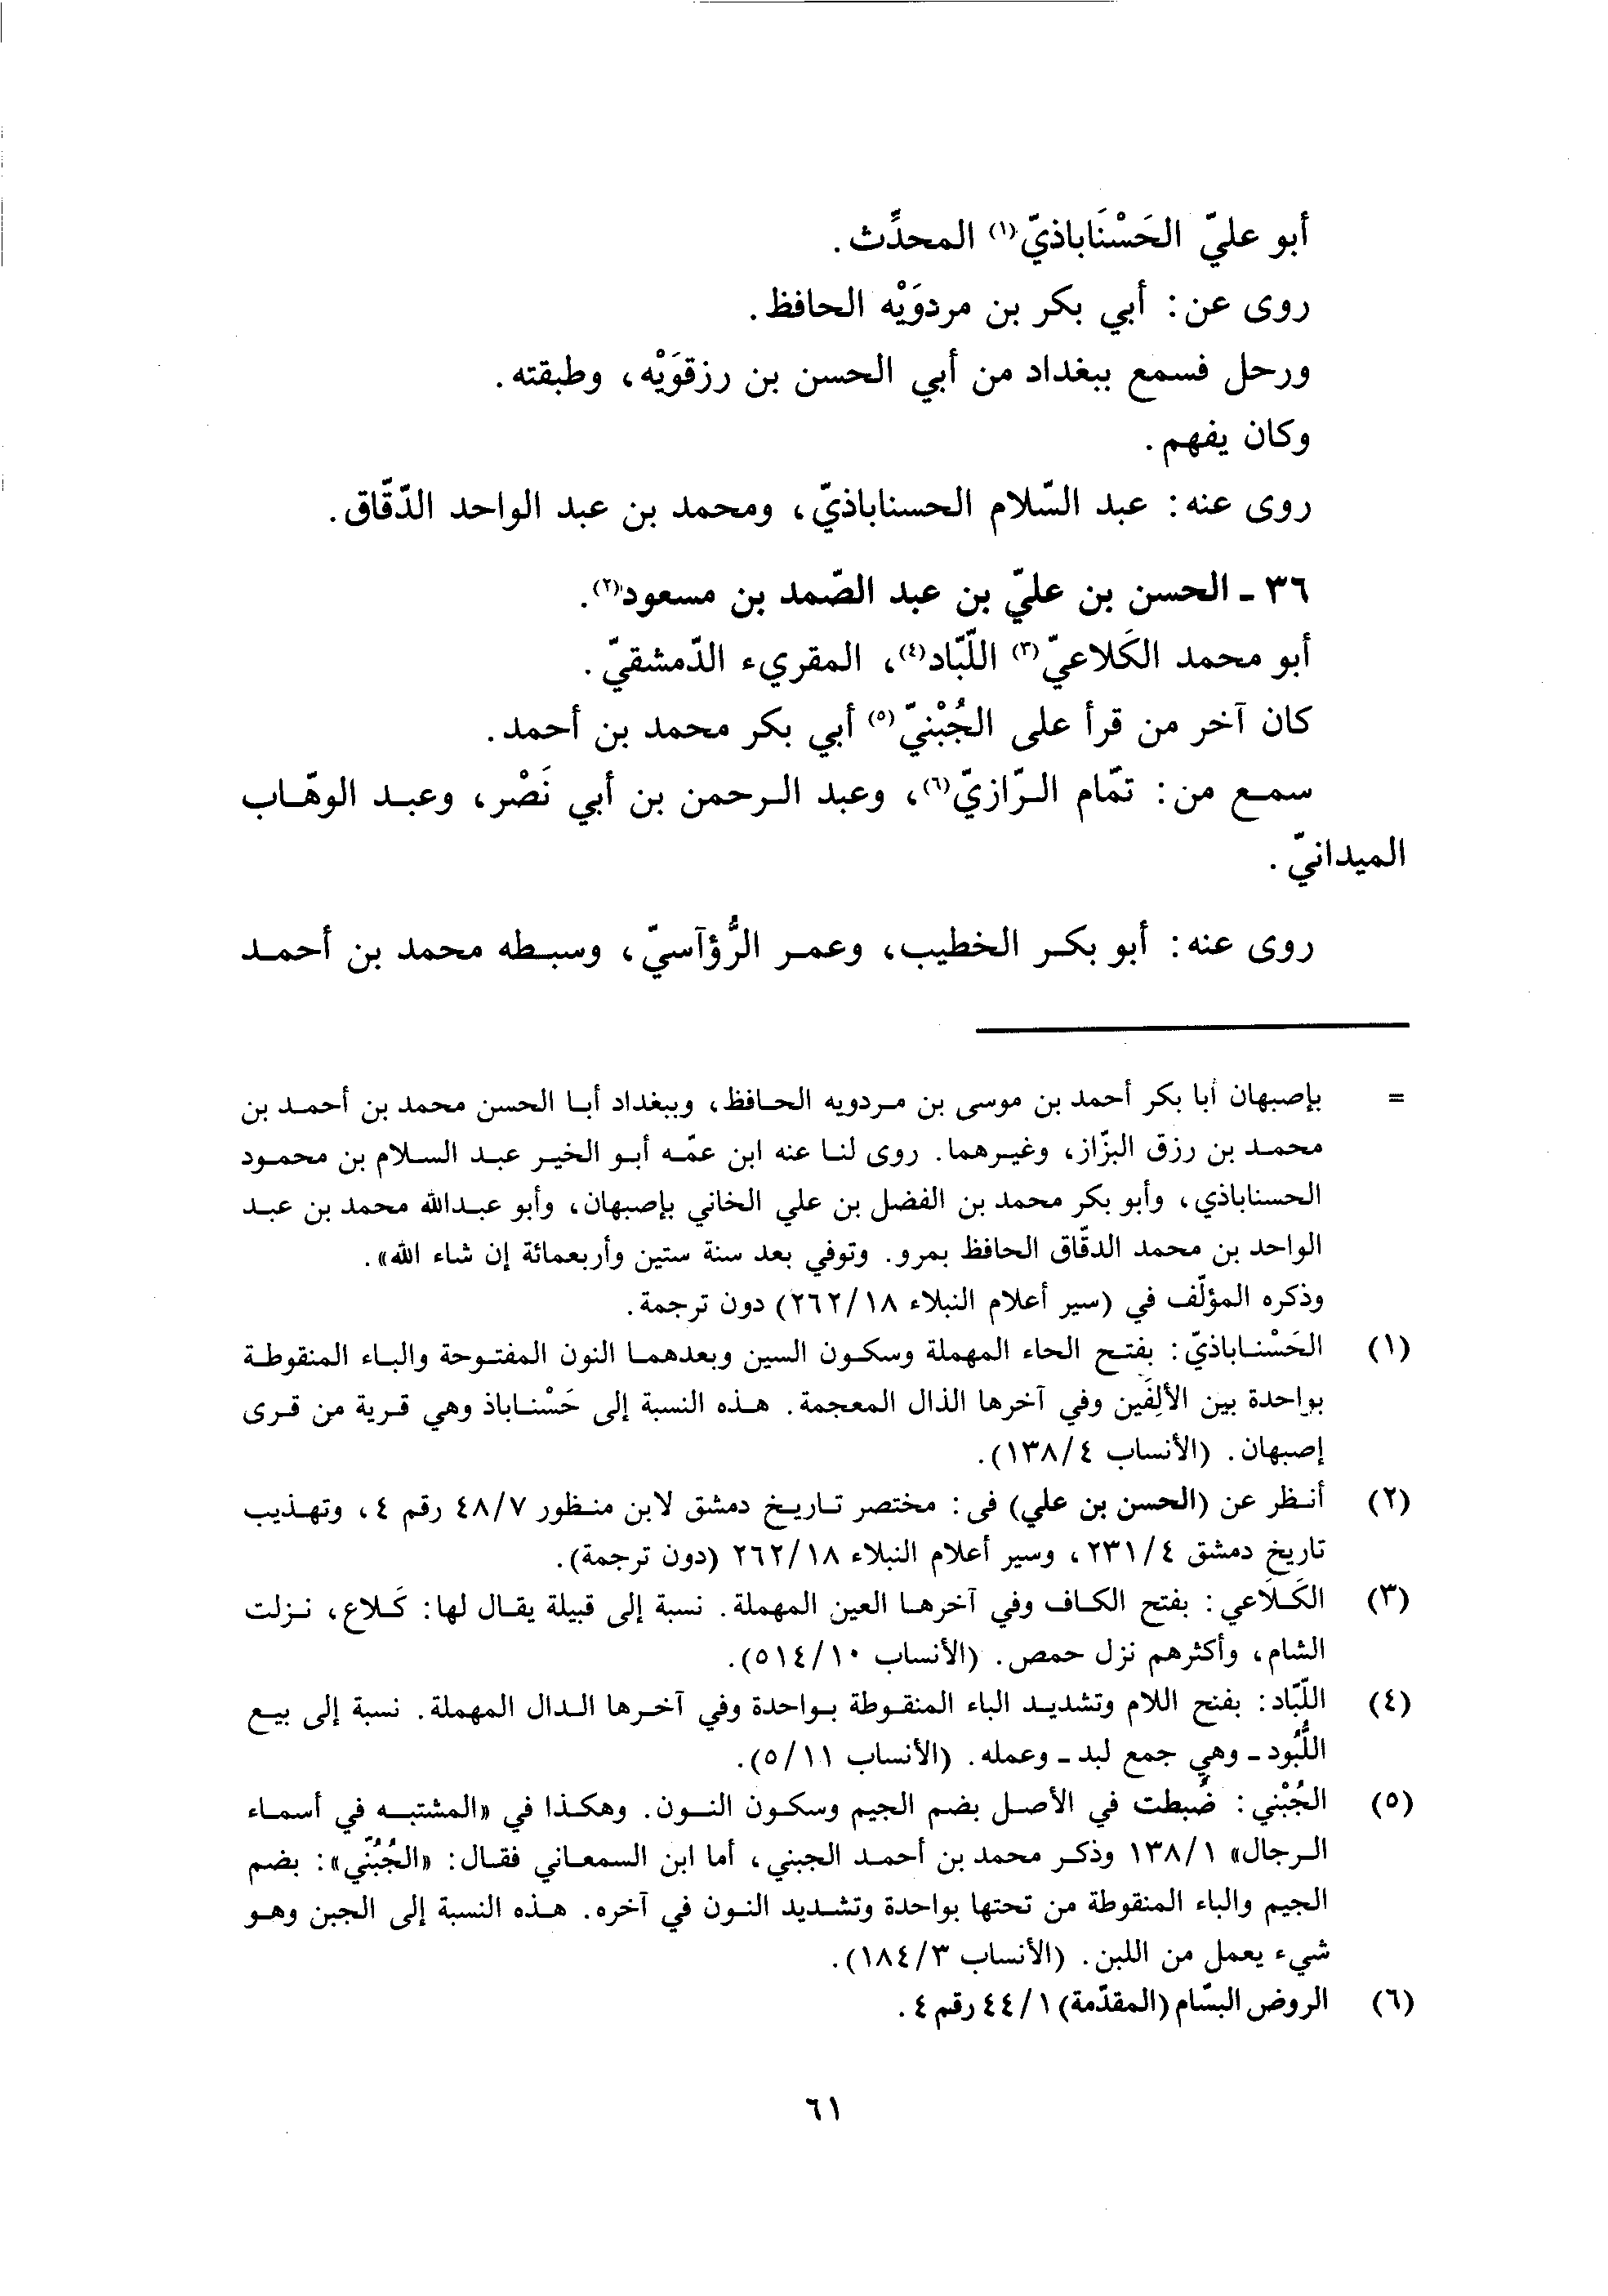 أبو عليّ الحَسْنَاباذيّ(١) المحدِّث.
روى عن: أبي بكر بن مردوَيْه الحافظ.
ورحل فسمع ببغداد من أبي الحسن بن رزقوَيْه، وطبقته.
وكان يفهم.
روى عنه: عبد السّلام الحسناباذيّ، ومحمد بن عبد الواحد الدّقّاق.
٣٦ ـ الحسن بن عليّ بن عبد الصّمد بن مسعود(٢).
أبو محمد الكَلاعيّ(٣) اللّبّاد(٤)، المقريء الدّمشقيّ.
كان آخر من قرأ على الجُبْنيّ(٥) أبي بكر محمد بن أحمد.
سمع من: تمّام الرّازيّ(٦)، وعبد الرحمن بن أبي نَصْر، وعبد الوهّاب
الميدانيّ.
روى عنه: أبو بكر الخطيب، وعمر الرُّؤآسيّ، وسبطه محمد بن أحمد
= بإصبهان أبا بكر أحمد بن موسى بن مردويه الحافظ، وببغداد أبا الحسن محمد بن أحمد بن
محمد بن رزق البزّاز، وغيرهما. روى لنا عنه ابن عمّه أبو الخير عبد السلام بن محمود
الحسناباذي، وأبو بكر محمد بن الفضل بن علي الخاني بإصبهان، وأبو عبدالله محمد بن عبد
الواحد بن محمد الدقّاق الحافظ بمرو. وتوفي بعد سنة ستين وأربعمائة إن شاء الله».
وذكره المؤلّف في (سير أعلام النبلاء ٢٦٢/١٨) دون ترجمة.
(١) الحَسْناباذيّ: بفتح الحاء المهملة وسكون السين وبعدهما النون المفتوحة والباء المنقوطة
بواحدة بين الألِفَين وفي آخرها الذال المعجمة. هذه النسبة إلى حَسْناباذ وهي قرية من قرى
إصبهان. (الأنساب ١٣٨/٤).
(٢) أنظر عن (الحسن بن علي) في: مختصر تاريخ دمشق لابن منظور ٤٨/٧ رقم ٤، وتهذيب
تاريخ دمشق ٢٣١/٤، وسير أعلام النبلاء ٢٦٢/١٨ (دون ترجمة).
(٣) الكَلَاعي: بفتح الكاف وفي آخرها العين المهملة. نسبة إلى قبيلة يقال لها: كَلاع، نزلت
الشام، وأكثرهم نزل حمص. (الأنساب ٥١٤/١٠).
(٤) اللّبّاد: بفتح اللام وتشديد الباء المنقوطة بواحدة وفي آخرها الدال المهملة. نسبة إلى بيع
اللُّبُود ـ وهي جمع لبد ـ وعمله. (الأنساب ٥/١١).
(٥) الجُبْني: ضُبطت في الأصل بضم الجيم وسكون النون. وهكذا في «المشتبه في أسماء
الرجال» ١٣٨/١ وذكر محمد بن أحمد الجبني، أما ابن السمعاني فقال: «الجُبُنّي»: بضم
الجيم والباء المنقوطة من تحتها بواحدة وتشديد النون في آخره. هذه النسبة إلى الجبن وهو
شيء يعمل من اللبن. (الأنساب ١٨٤/٣).
(٦) الروض البسّام (المقدّمة) ٤٤/١ رقم ٤.
٦١